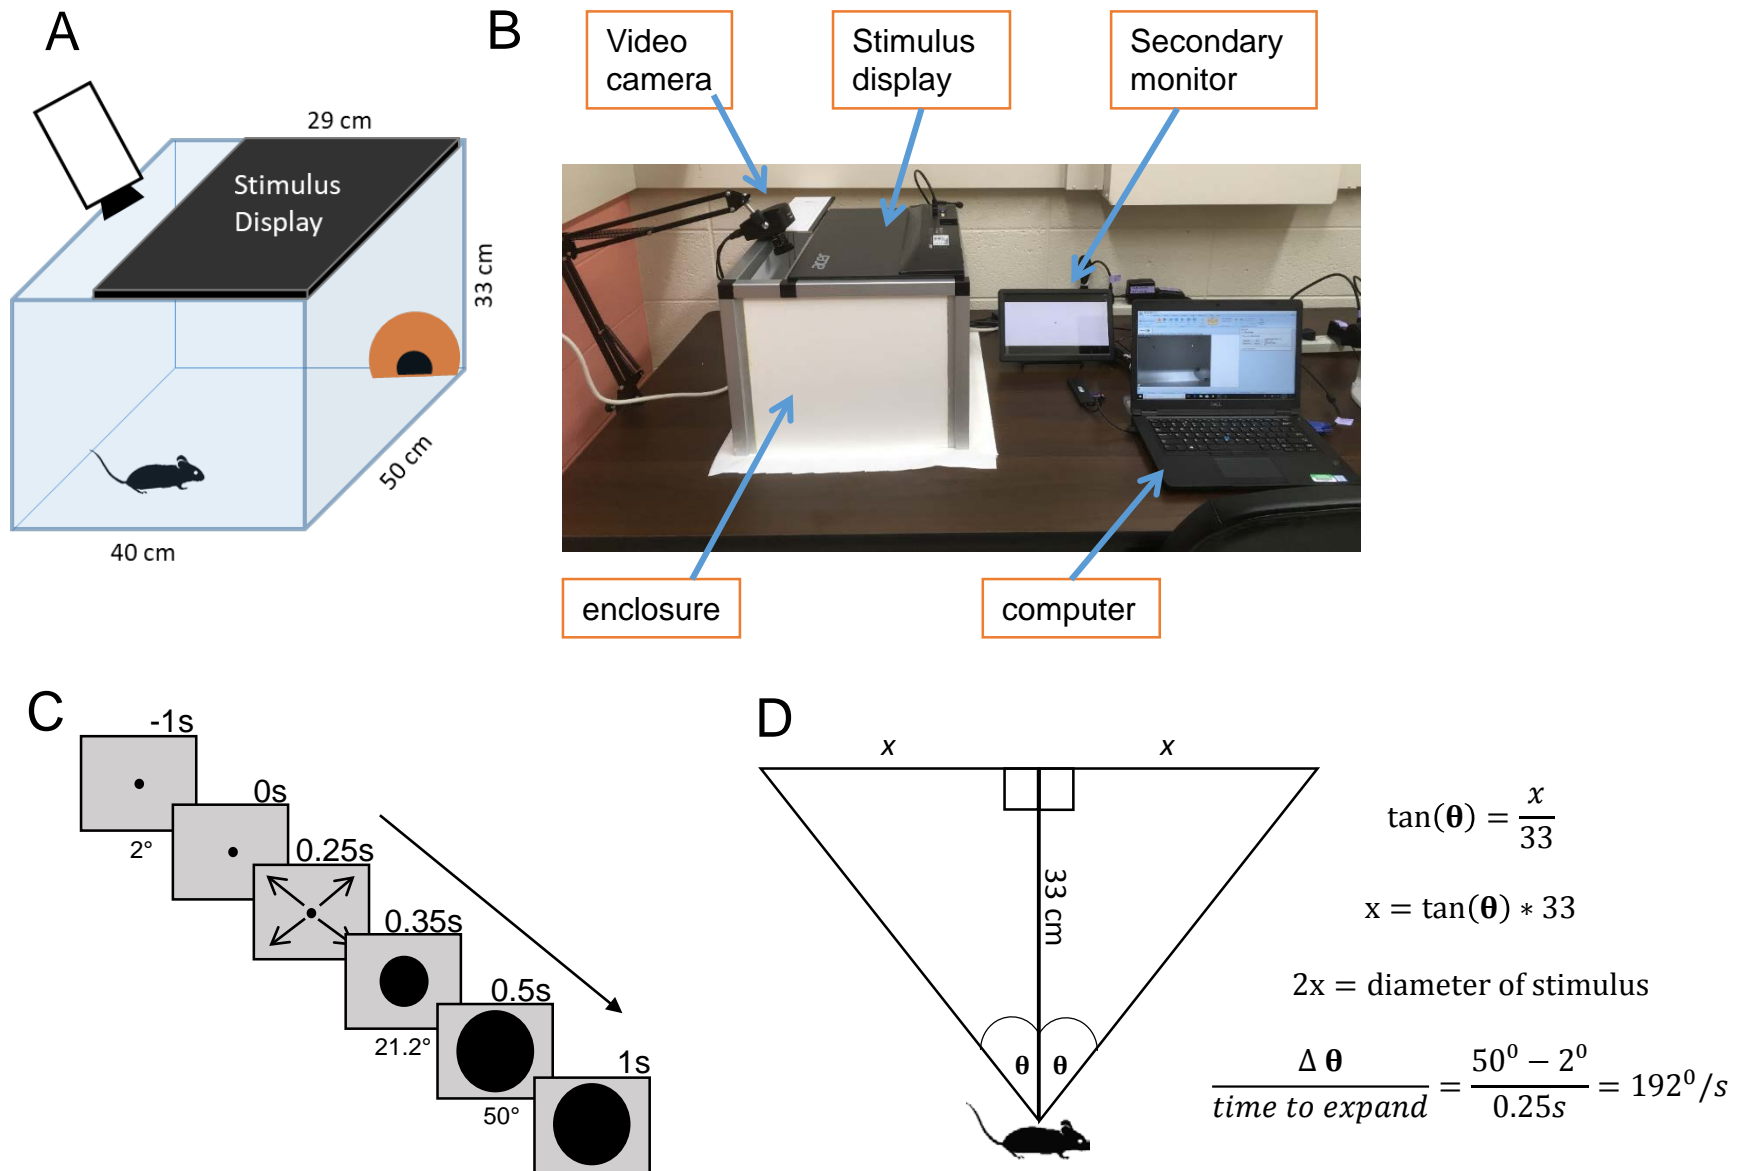 A
29 cm
Stimulus
Display
33 cm
50 cm
40 cm
B
Video
camera
Stimulus
display
Secondary
monitor
acer
DELL
enclosure
computer
C
-1s
2°
0s
0.25s
0.35s
21.2°
0.5s
50°
1s
D
x x
33 cm
θ θ
tan(θ) = x/33
x = tan(θ) * 33
2x = diameter of stimulus
Δ θ / time to expand = 50⁰ − 2⁰ / 0.25s = 192⁰/s